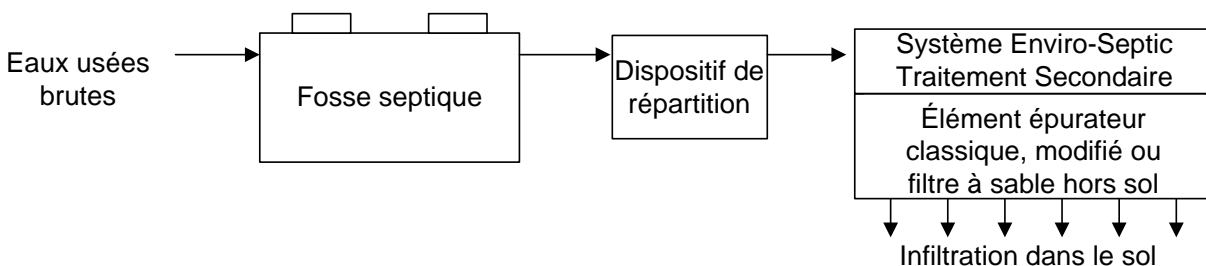 Eaux usées
brutes
Fosse septique
Dispositif de
répartition
Système Enviro-Septic
Traitement Secondaire
Élément épurateur
classique, modifié ou
filtre à sable hors sol
Infiltration dans le sol